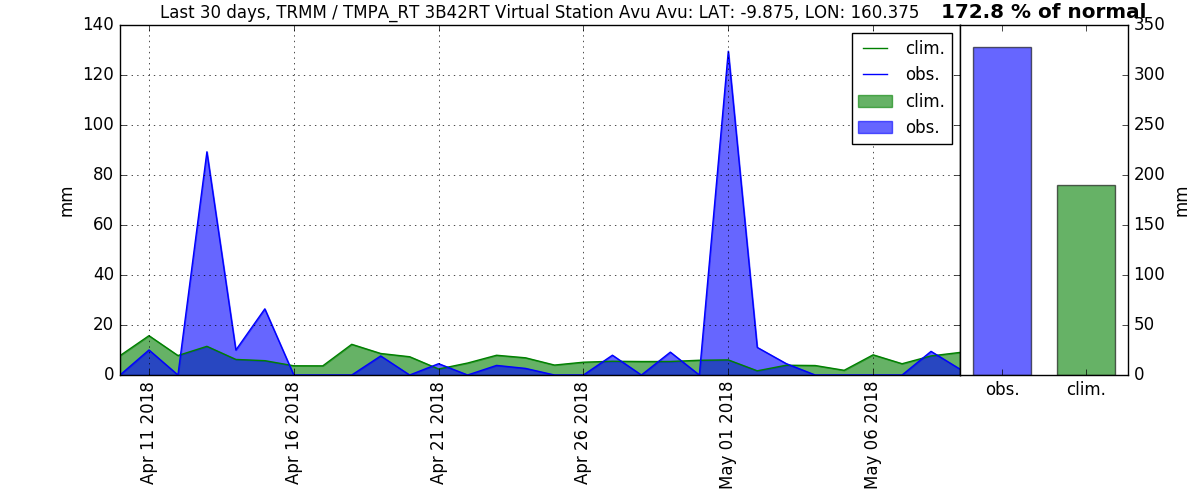 Last 30 days, TRMM / TMPA_RT 3B42RT Virtual Station Avu Avu: LAT: -9.875, LON: 160.375
172.8 % of normal
140
120
100
80
60
40
20
0
mm
clim.
obs.
clim.
obs.
Apr 11 2018
Apr 16 2018
Apr 21 2018
Apr 26 2018
May 01 2018
May 06 2018
350
300
250
200
150
100
50
0
mm
obs.
clim.